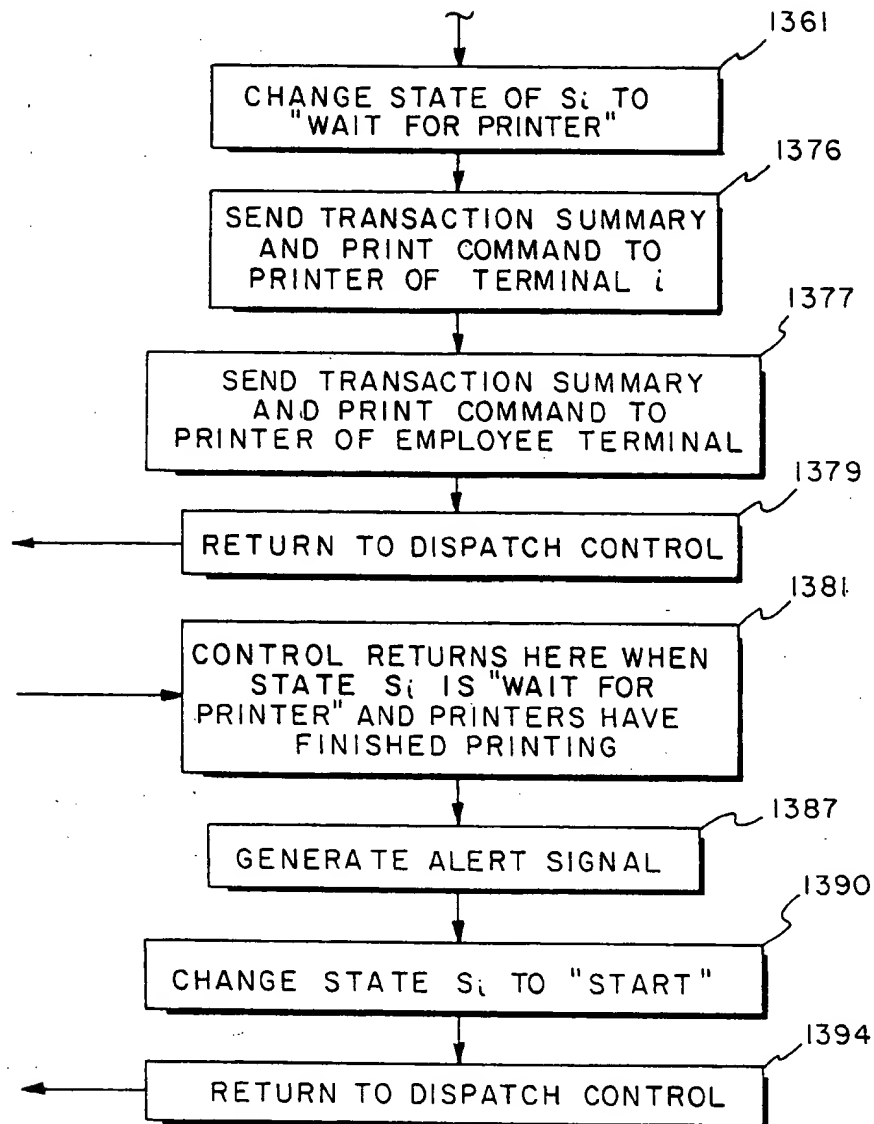 1361
CHANGE STATE OF Si TO
"WAIT FOR PRINTER"
1376
SEND TRANSACTION SUMMARY
AND PRINT COMMAND TO
PRINTER OF TERMINAL i
1377
SEND TRANSACTION SUMMARY
AND PRINT COMMAND TO
PRINTER OF EMPLOYEE TERMINAL
1379
RETURN TO DISPATCH CONTROL
1381
CONTROL RETURNS HERE WHEN
STATE Si IS "WAIT FOR
PRINTER" AND PRINTERS HAVE
FINISHED PRINTING
1387
GENERATE ALERT SIGNAL
1390
CHANGE STATE Si TO "START"
1394
RETURN TO DISPATCH CONTROL